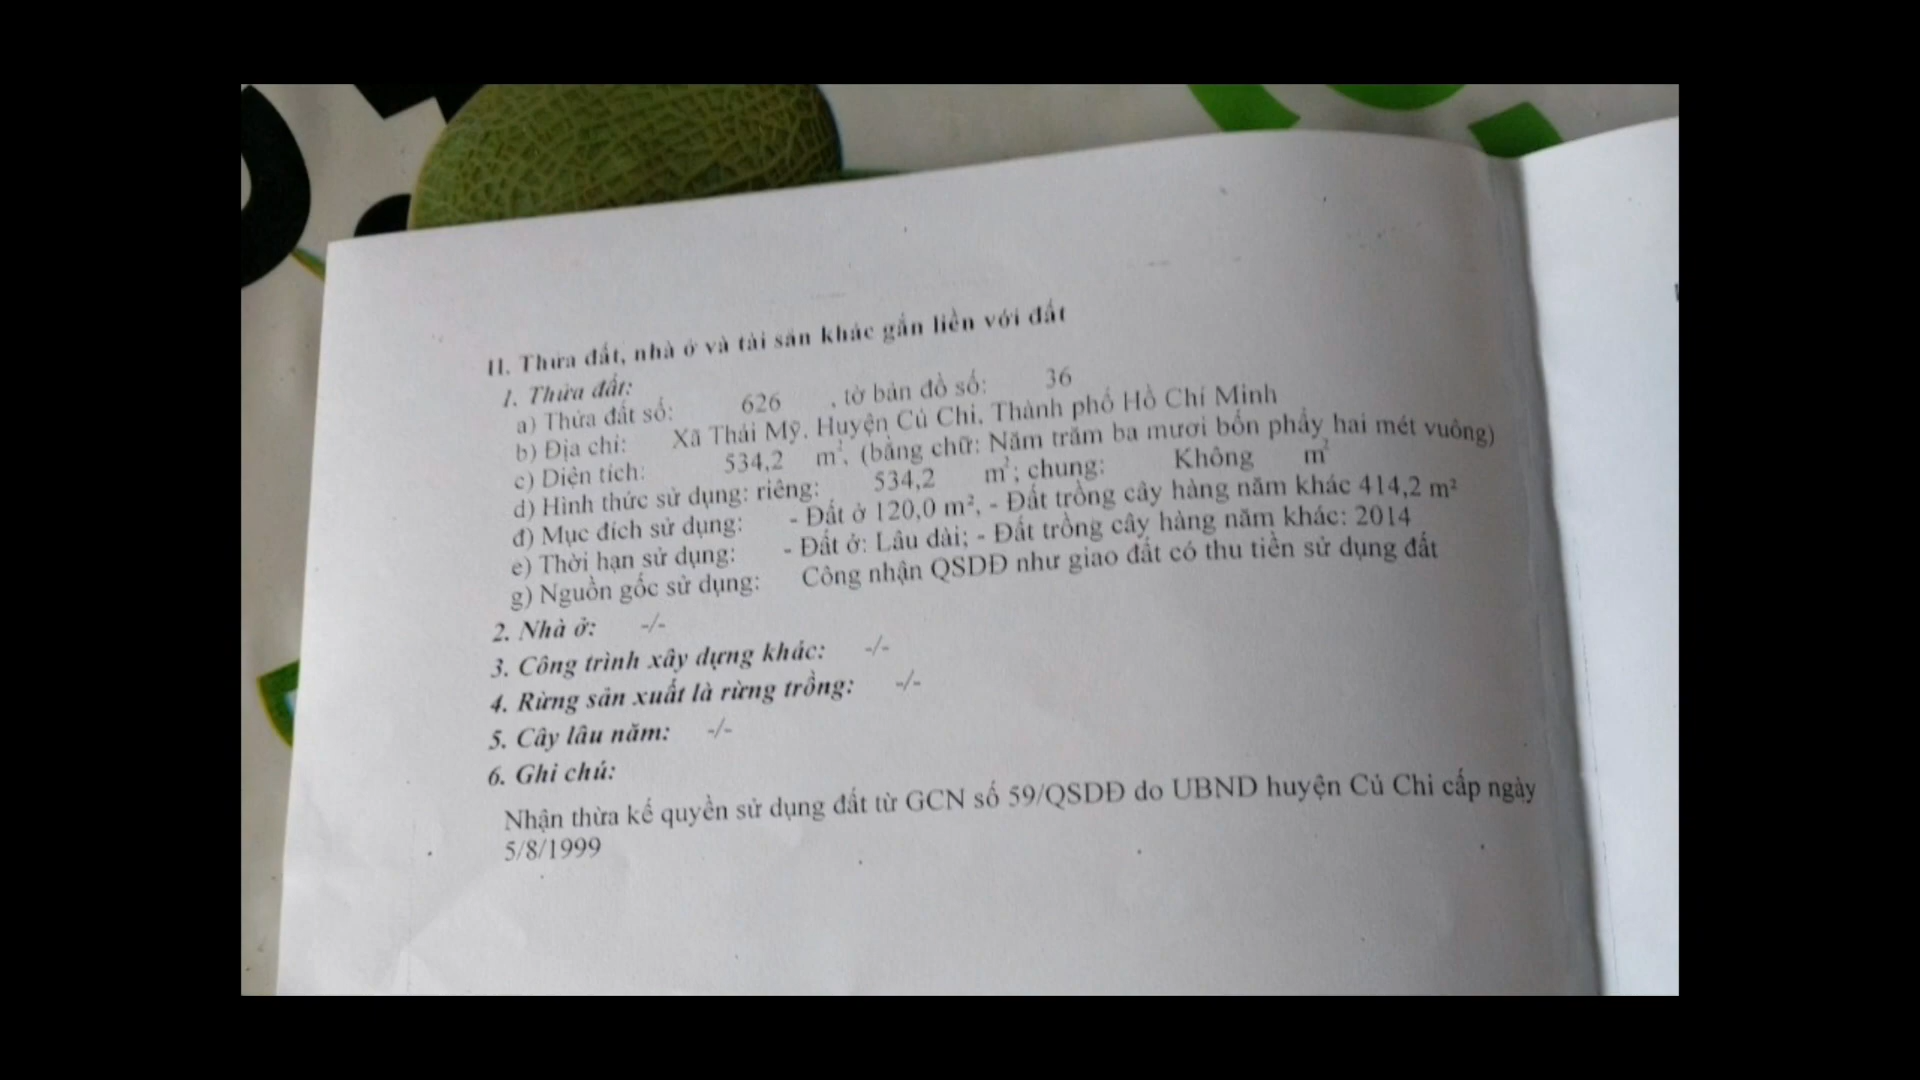 II. Thửa đất, nhà ở và tài sản khác gắn liền với đất
1. Thửa đất:
a) Thửa đất số: 626 , tờ bản đồ số: 36
b) Địa chỉ: Xã Thái Mỹ, Huyện Củ Chi, Thành phố Hồ Chí Minh
c) Diện tích: 534,2 m², (bằng chữ: Năm trăm ba mươi bốn phẩy hai mét vuông)
d) Hình thức sử dụng: riêng: 534,2 m²; chung: Không m²
đ) Mục đích sử dụng: - Đất ở 120,0 m², - Đất trồng cây hàng năm khác 414,2 m²
e) Thời hạn sử dụng: - Đất ở: Lâu dài; - Đất trồng cây hàng năm khác: 2014
g) Nguồn gốc sử dụng: Công nhận QSDĐ như giao đất có thu tiền sử dụng đất
2. Nhà ở: -/-
3. Công trình xây dựng khác: -/-
4. Rừng sản xuất là rừng trồng: -/-
5. Cây lâu năm: -/-
6. Ghi chú:
Nhận thừa kế quyền sử dụng đất từ GCN số 59/QSDĐ do UBND huyện Củ Chi cấp ngày
5/8/1999